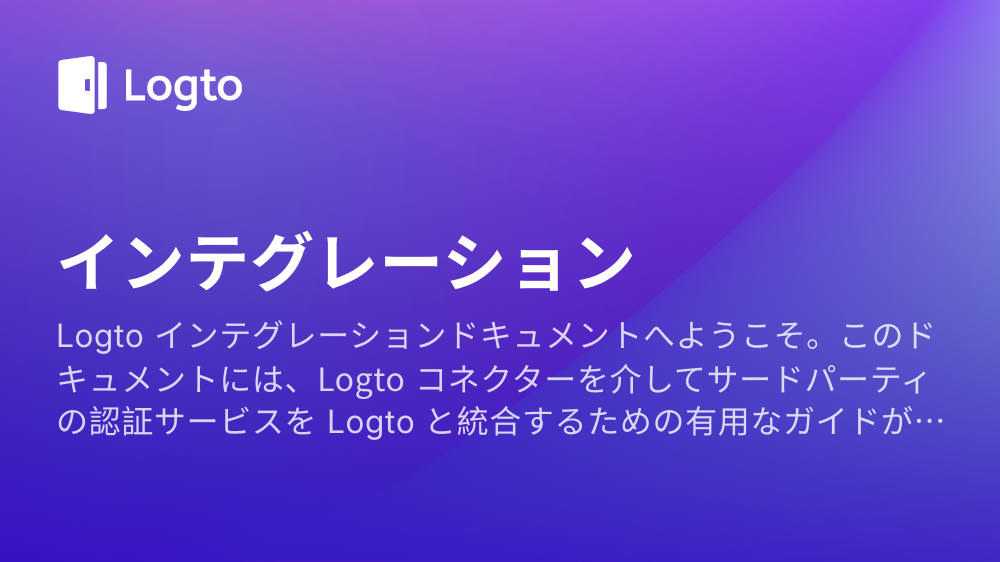 Logto
インテグレーション
Logto インテグレーションドキュメントへようこそ。このド
キュメントには、Logto コネクターを介してサードパーティ
の認証サービスを Logto と統合するための有用なガイドが…